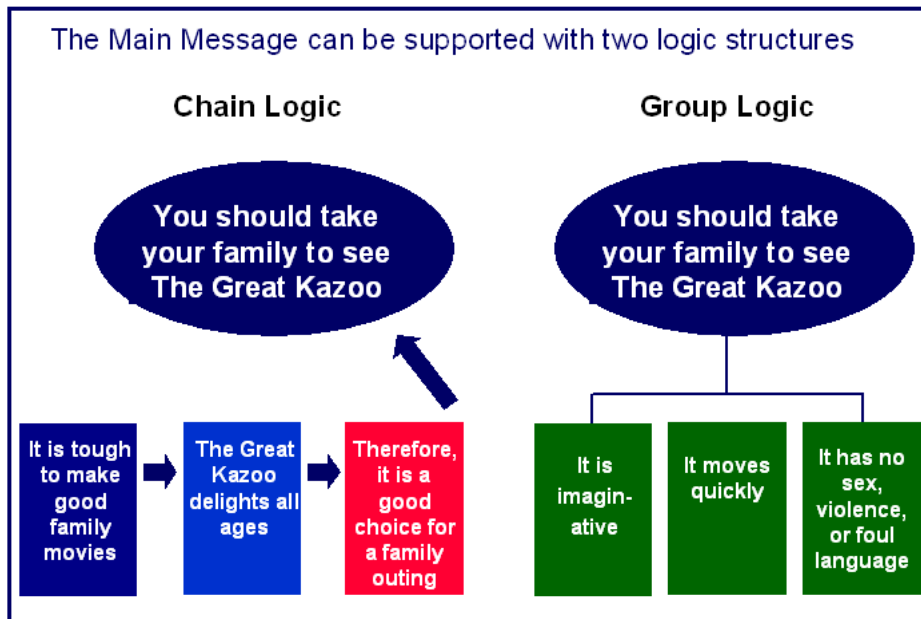 The Main Message can be supported with two logic structures
Chain Logic
You should take
your family to see
The Great Kazoo
It is tough
to make
good
family
movies
The Great
Kazoo
delights all
ages
Therefore,
it is a
good
choice for
a family
outing
Group Logic
You should take
your family to see
The Great Kazoo
It is
imagin-
ative
It moves
quickly
It has no
sex,
violence,
or foul
language